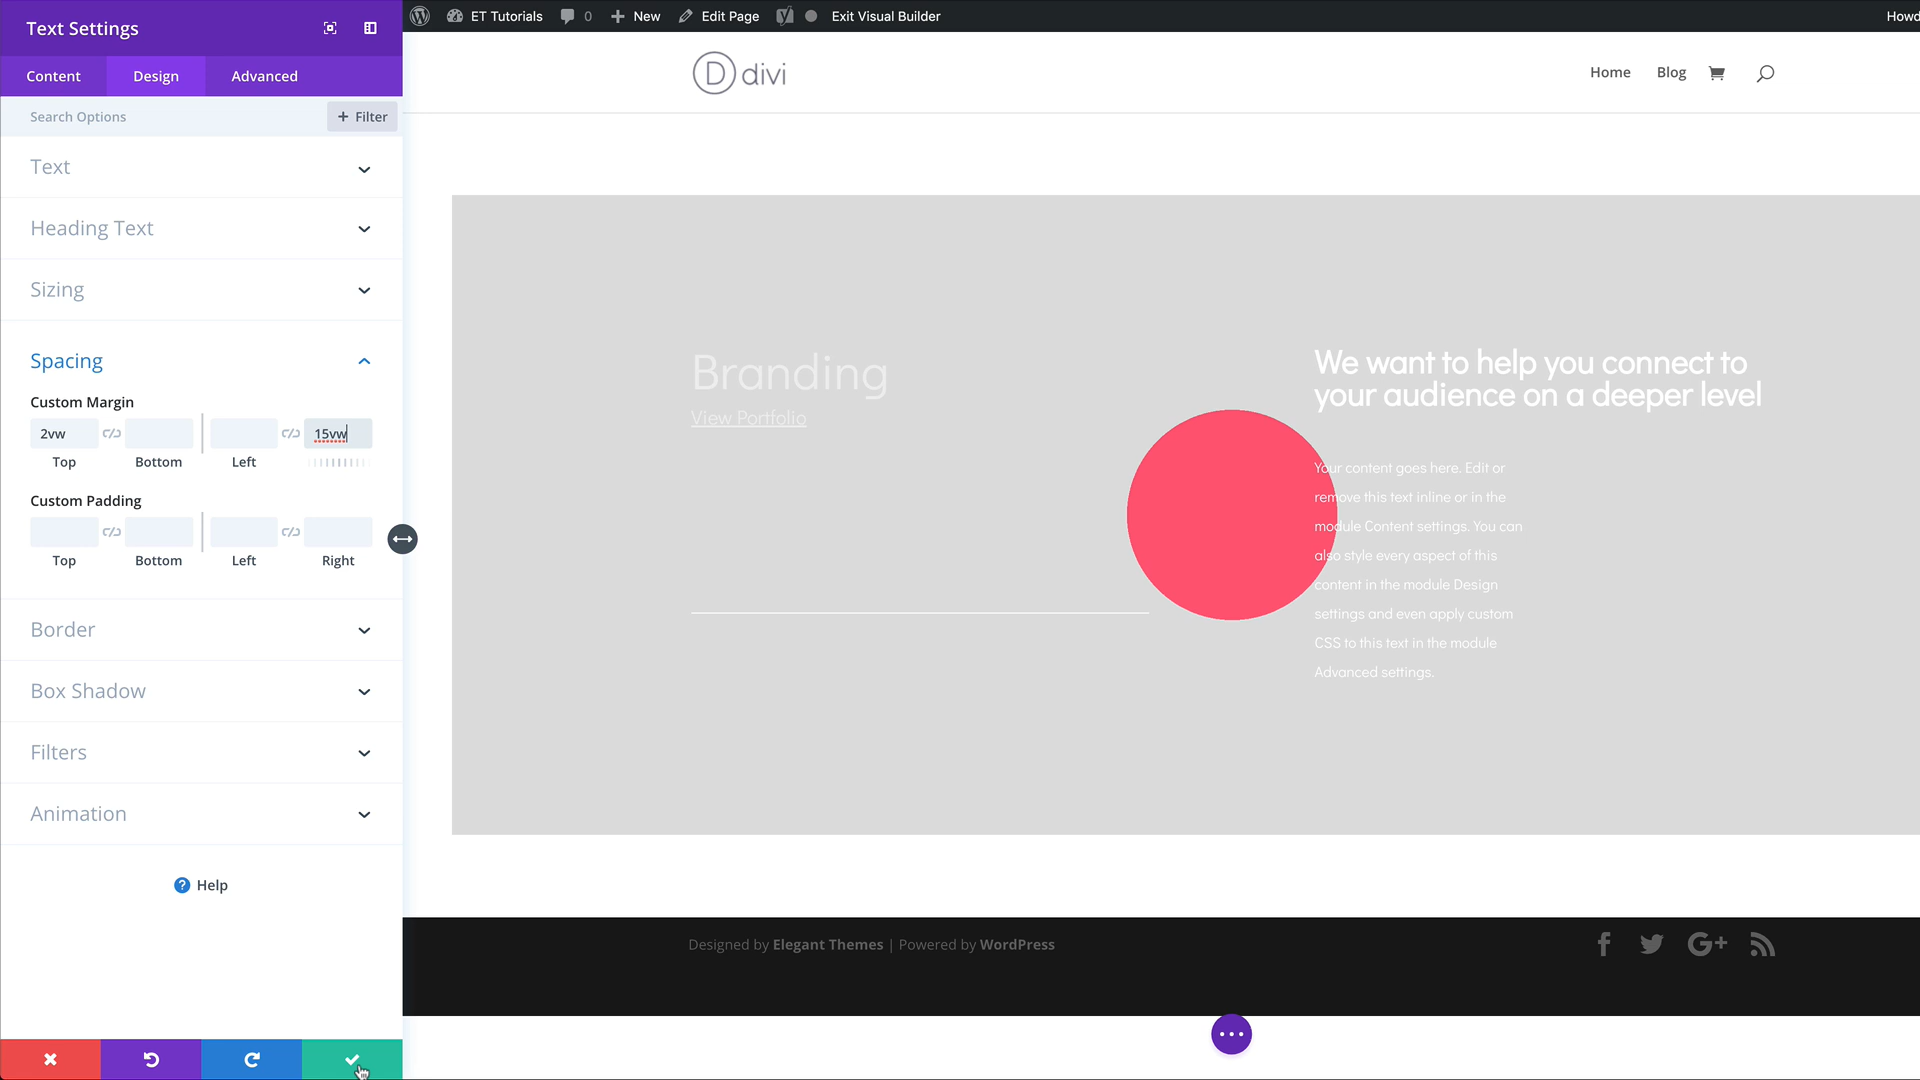 Text Settings
Content Design Advanced
Search Options + Filter
Text
Heading Text
Sizing
Spacing
Custom Margin
2vw 15vw
Top Bottom Left
Custom Padding
Top Bottom Left Right
Border
Box Shadow
Filters
Animation
? Help
ET Tutorials 0 + New Edit Page Exit Visual Builder Howd
D divi
Home Blog
Branding
View Portfolio
We want to help you connect to
your audience on a deeper level
Your content goes here. Edit or
remove this text inline or in the
module Content settings. You can
also style every aspect of this
content in the module Design
settings and even apply custom
CSS to this text in the module
Advanced settings.
Designed by Elegant Themes | Powered by WordPress
G+